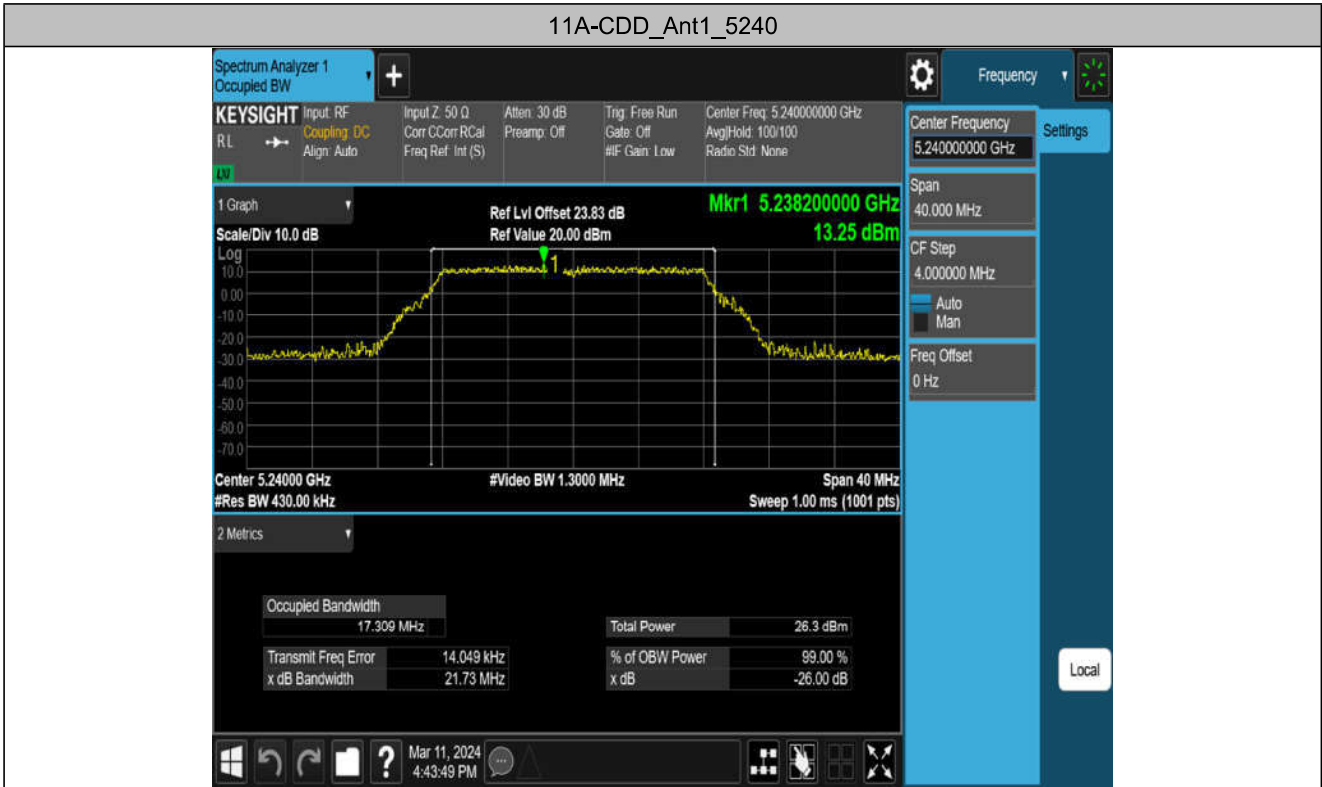 11A-CDD_Ant1_5240
Spectrum Analyzer 1
Occupied BW
+
Frequency
KEYSIGHT
RL
LXI
Input: RF
Coupling: DC
Align: Auto
Input Z: 50 Ω
Corr CCorr RCal
Freq Ref: Int (S)
Atten: 30 dB
Preamp: Off
Trig: Free Run
Gate: Off
#IF Gain: Low
Center Freq: 5.240000000 GHz
Avg|Hold: 100/100
Radio Std: None
Center Frequency
5.240000000 GHz
Settings
Span
40.000 MHz
CF Step
4.000000 MHz
Auto
Man
Freq Offset
0 Hz
1 Graph
Scale/Div 10.0 dB
Ref Lvl Offset 23.83 dB
Ref Value 20.00 dBm
Mkr1 5.238200000 GHz
13.25 dBm
Log
10.0
0.00
-10.0
-20.0
-30.0
-40.0
-50.0
-60.0
-70.0
1
Center 5.24000 GHz
#Res BW 430.00 kHz
#Video BW 1.3000 MHz
Span 40 MHz
Sweep 1.00 ms (1001 pts)
2 Metrics
Occupied Bandwidth
17.309 MHz
Total Power 26.3 dBm
Transmit Freq Error 14.049 kHz
% of OBW Power 99.00 %
x dB Bandwidth 21.73 MHz
x dB -26.00 dB
Local
?
Mar 11, 2024
4:43:49 PM